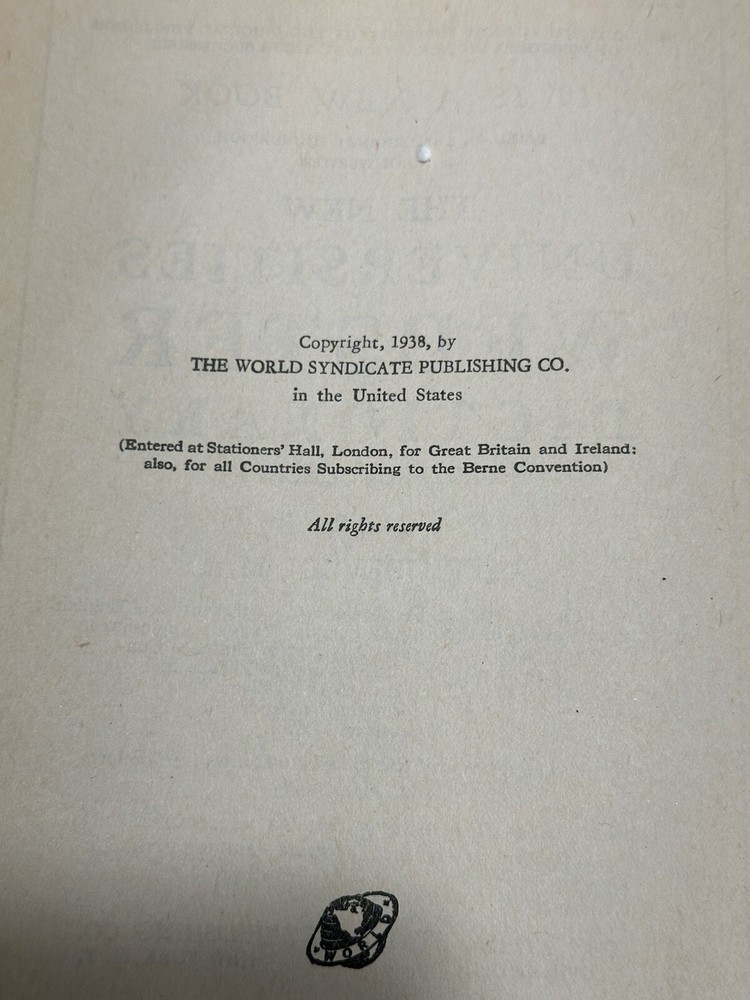 Copyright, 1938, by
THE WORLD SYNDICATE PUBLISHING CO.
in the United States
(Entered at Stationers' Hall, London, for Great Britain and Ireland:
also, for all Countries Subscribing to the Berne Convention)
All rights reserved
WORLD